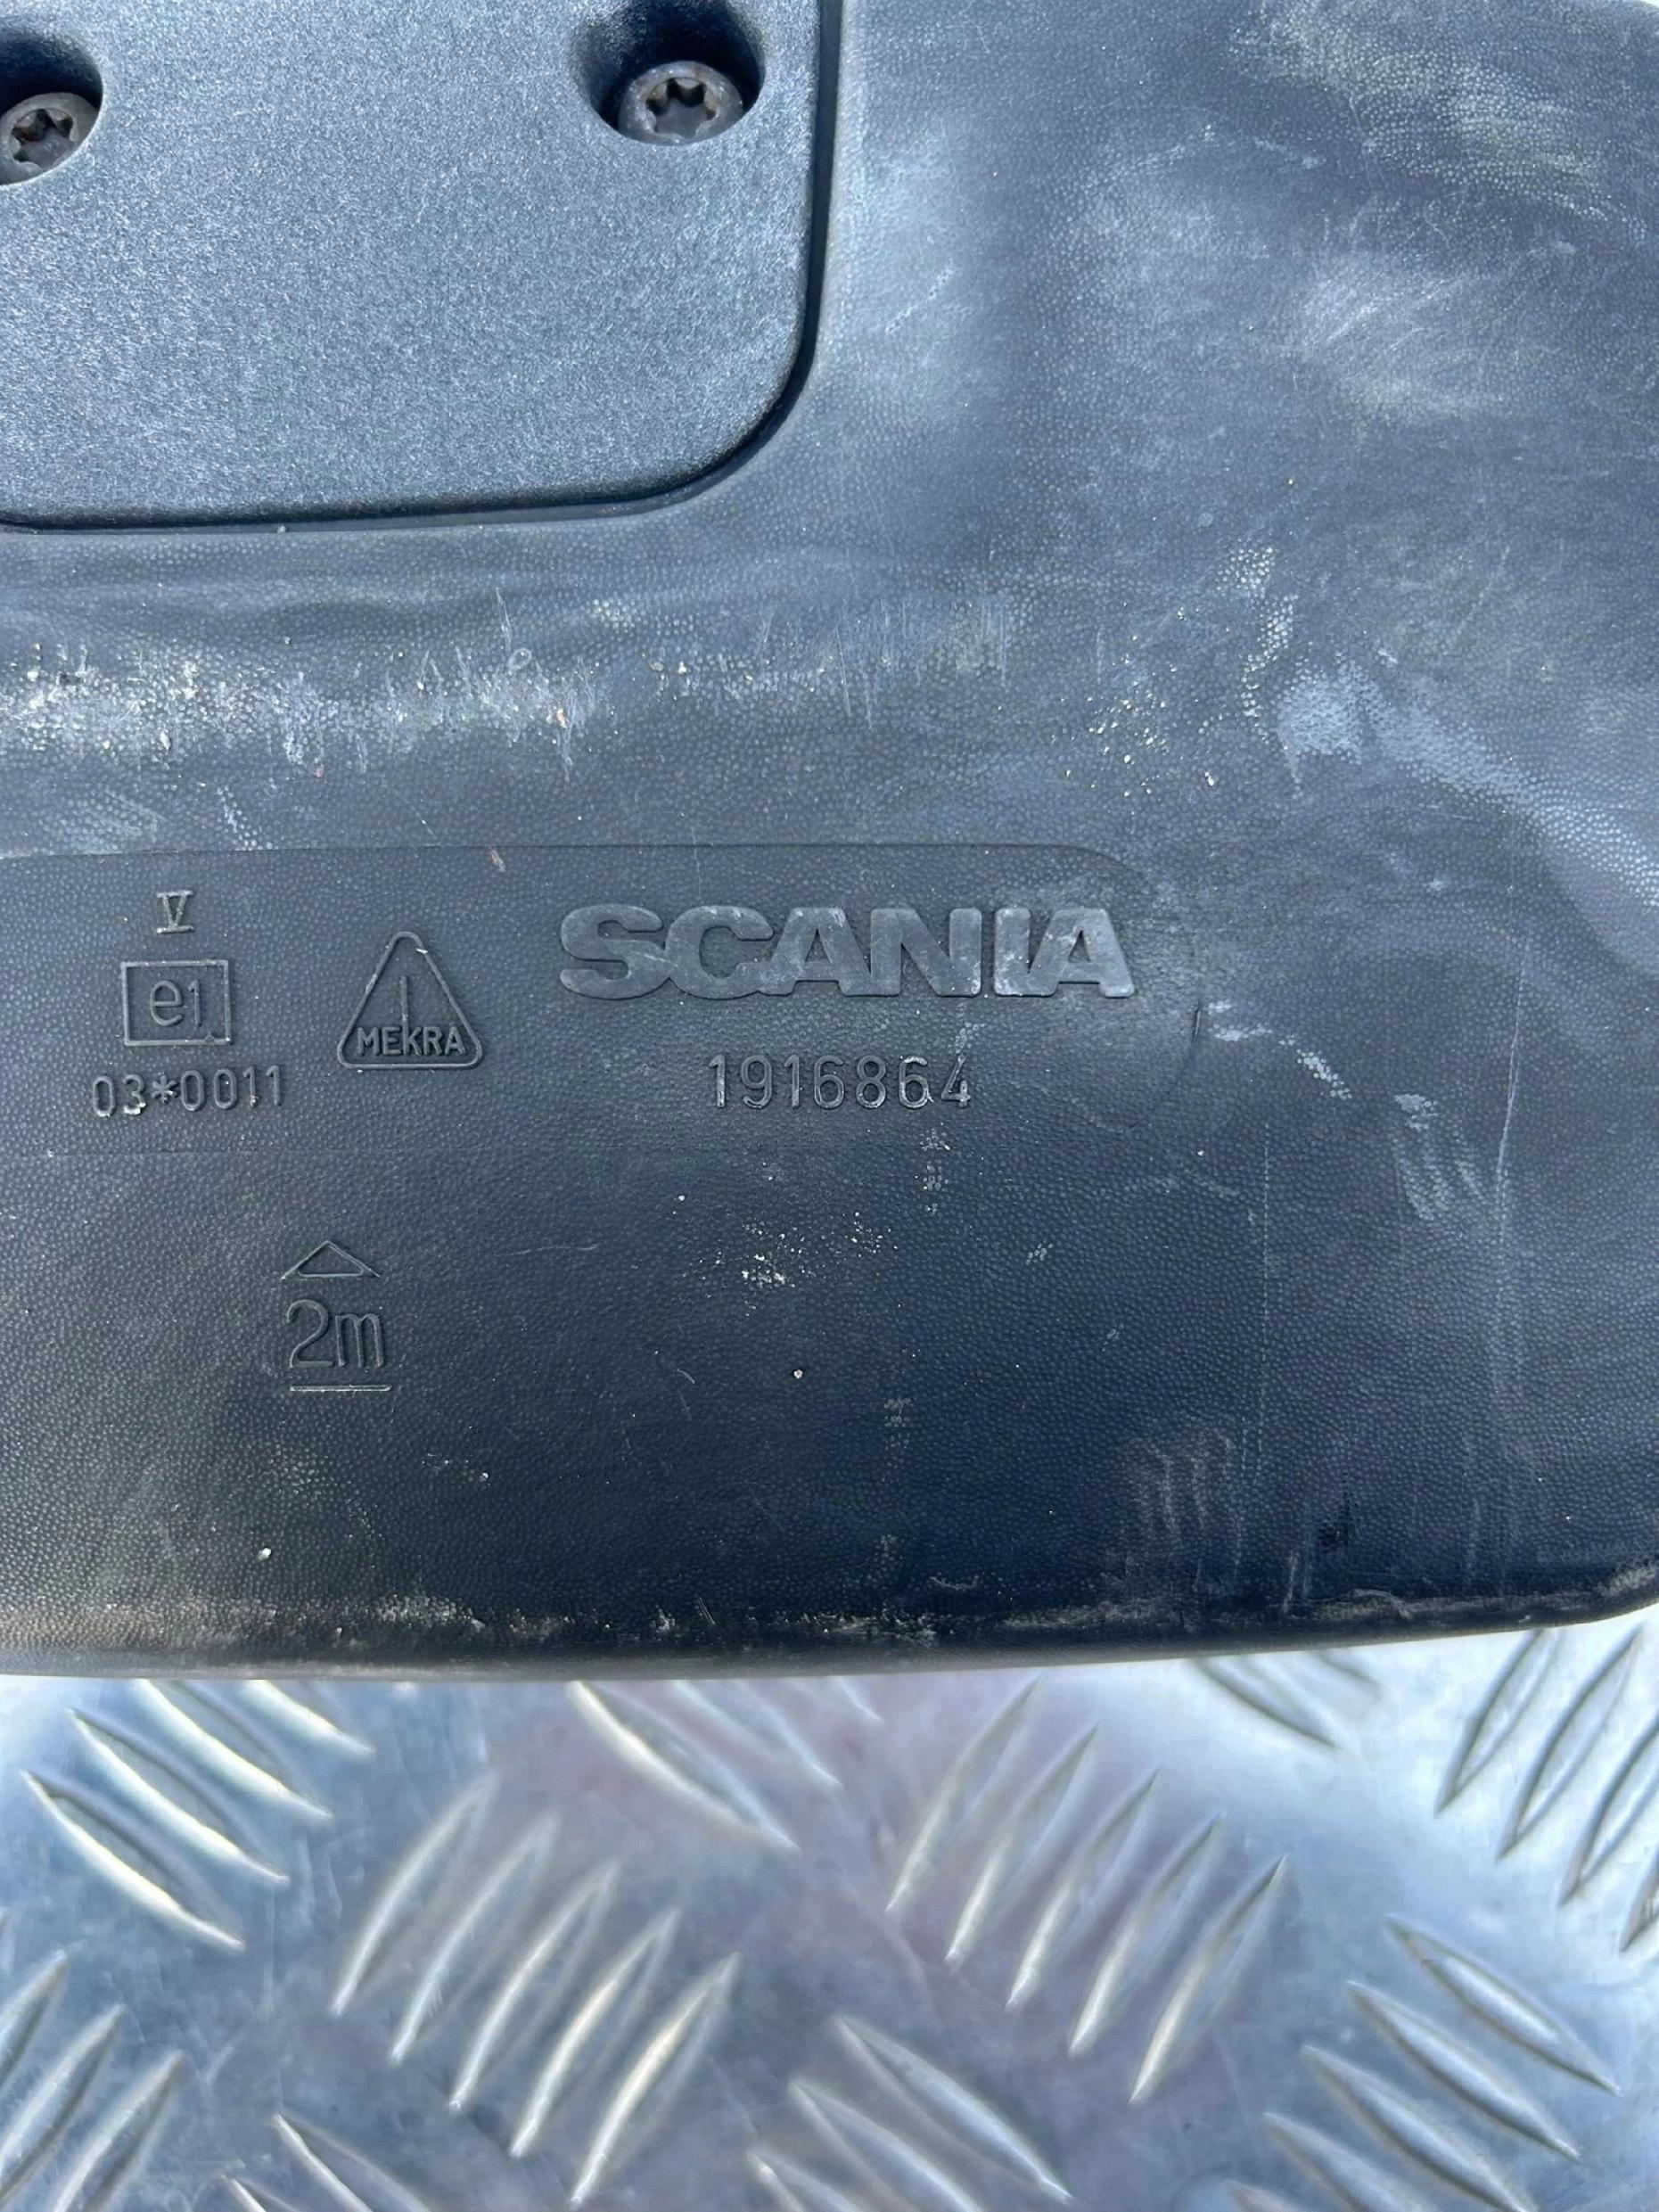 V
e1
03*0011
MEKRA
SCANIA
1916864
2m